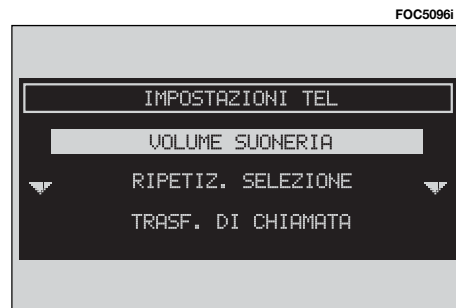 FOC5096i
IMPOSTAZIONI TEL
VOLUME SUONERIA
RIPETIZ. SELEZIONE
TRASF. DI CHIAMATA